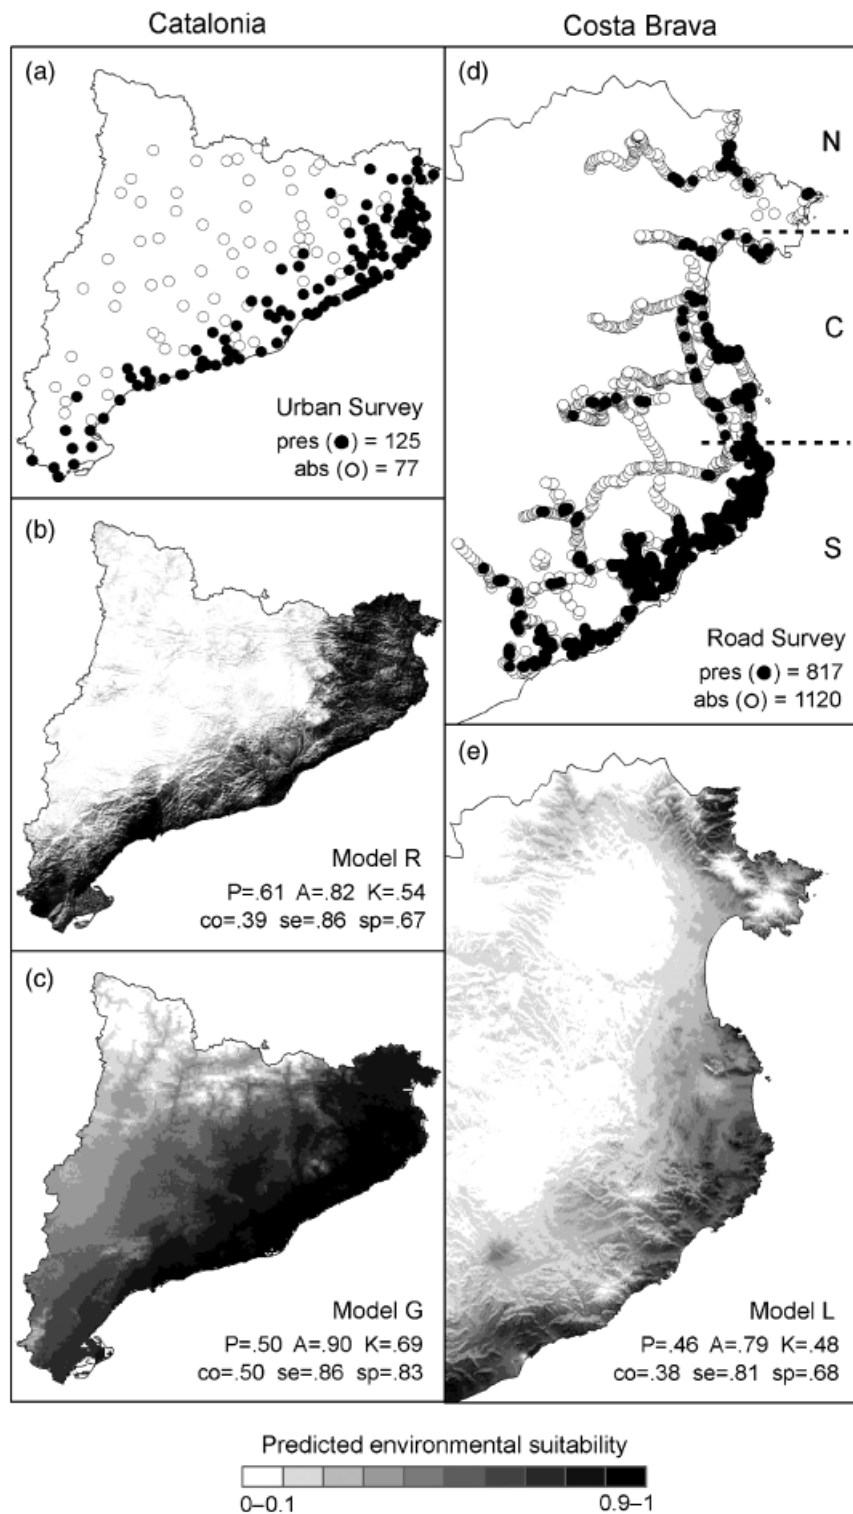 Catalonia
Costa Brava
(a)
Urban Survey
pres (●) = 125
abs (○) = 77
(b)
Model R
P=.61 A=.82 K=.54
co=.39 se=.86 sp=.67
(c)
Model G
P=.50 A=.90 K=.69
co=.50 se=.86 sp=.83
(d)
N
C
S
Road Survey
pres (●) = 817
abs (○) = 1120
(e)
Model L
P=.46 A=.79 K=.48
co=.38 se=.81 sp=.68
Predicted environmental suitability
0–0.1
0.9–1